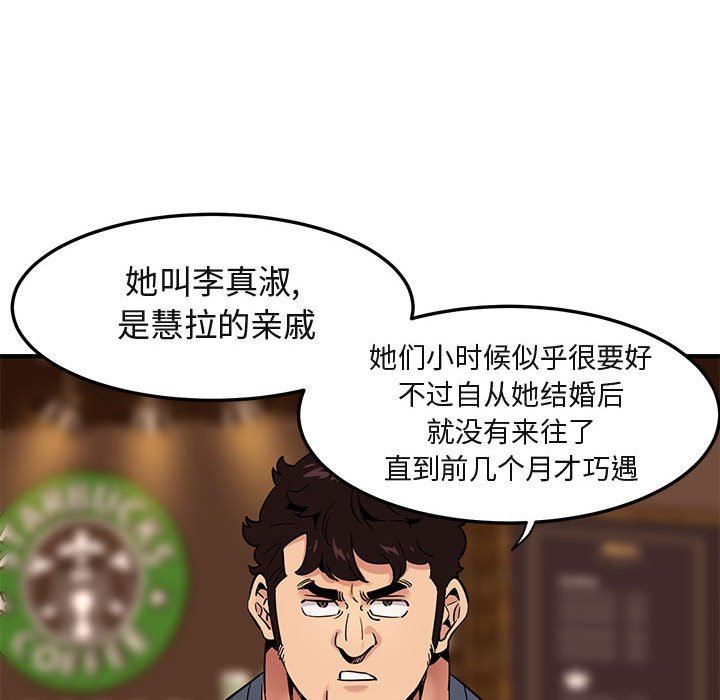 她叫李真淑,
是慧拉的亲戚
她们小时候似乎很要好
不过自从她结婚后
就没有来往了
直到前几个月才巧遇
STARBUCKS
COFFEE